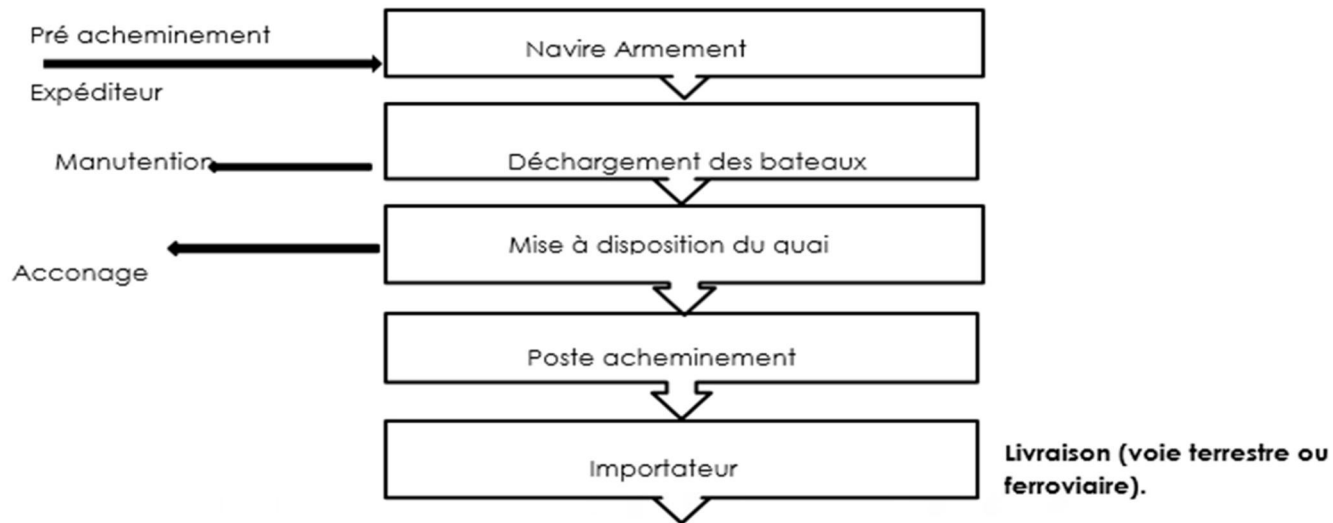 Pré acheminement
Navire Armement
Expéditeur
Manutention
Déchargement des bateaux
Mise à disposition du quai
Acconage
Poste acheminement
Importateur
Livraison (voie terrestre ou
ferroviaire).